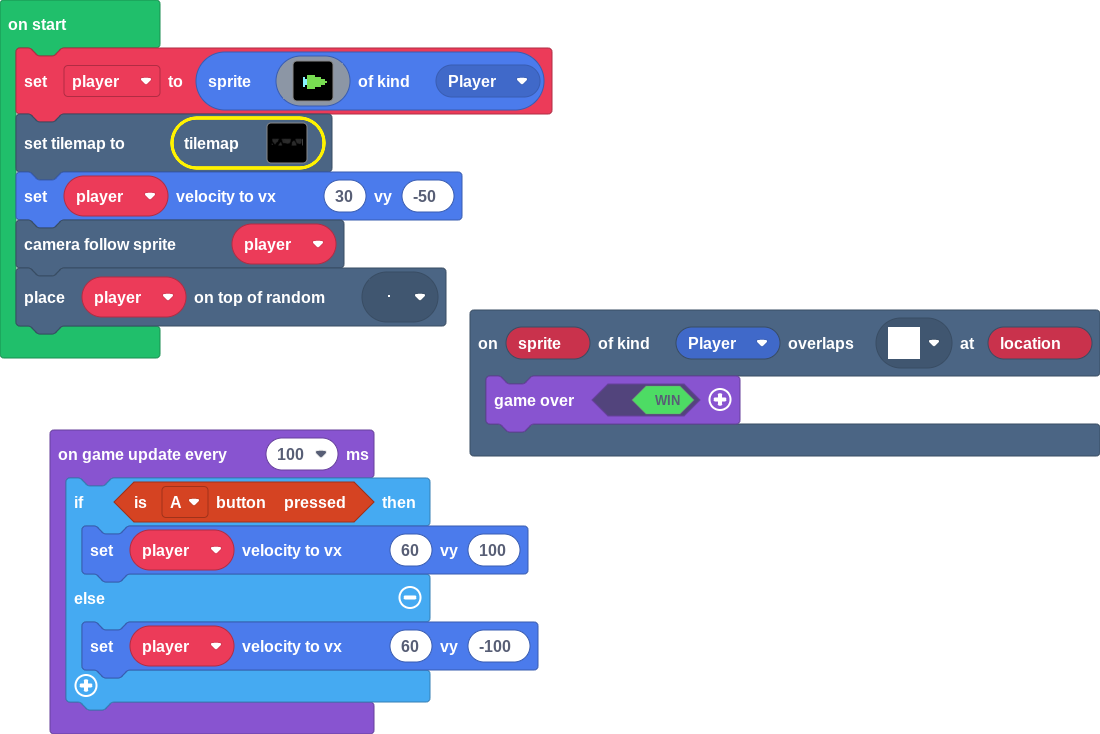 on start
set player to sprite of kind Player
set tilemap to tilemap
set player velocity to vx 30 vy -50
camera follow sprite player
place player on top of random
on sprite of kind Player overlaps at location
game over WIN
on game update every 100 ms
if is A button pressed then
set player velocity to vx 60 vy 100
else
set player velocity to vx 60 vy -100